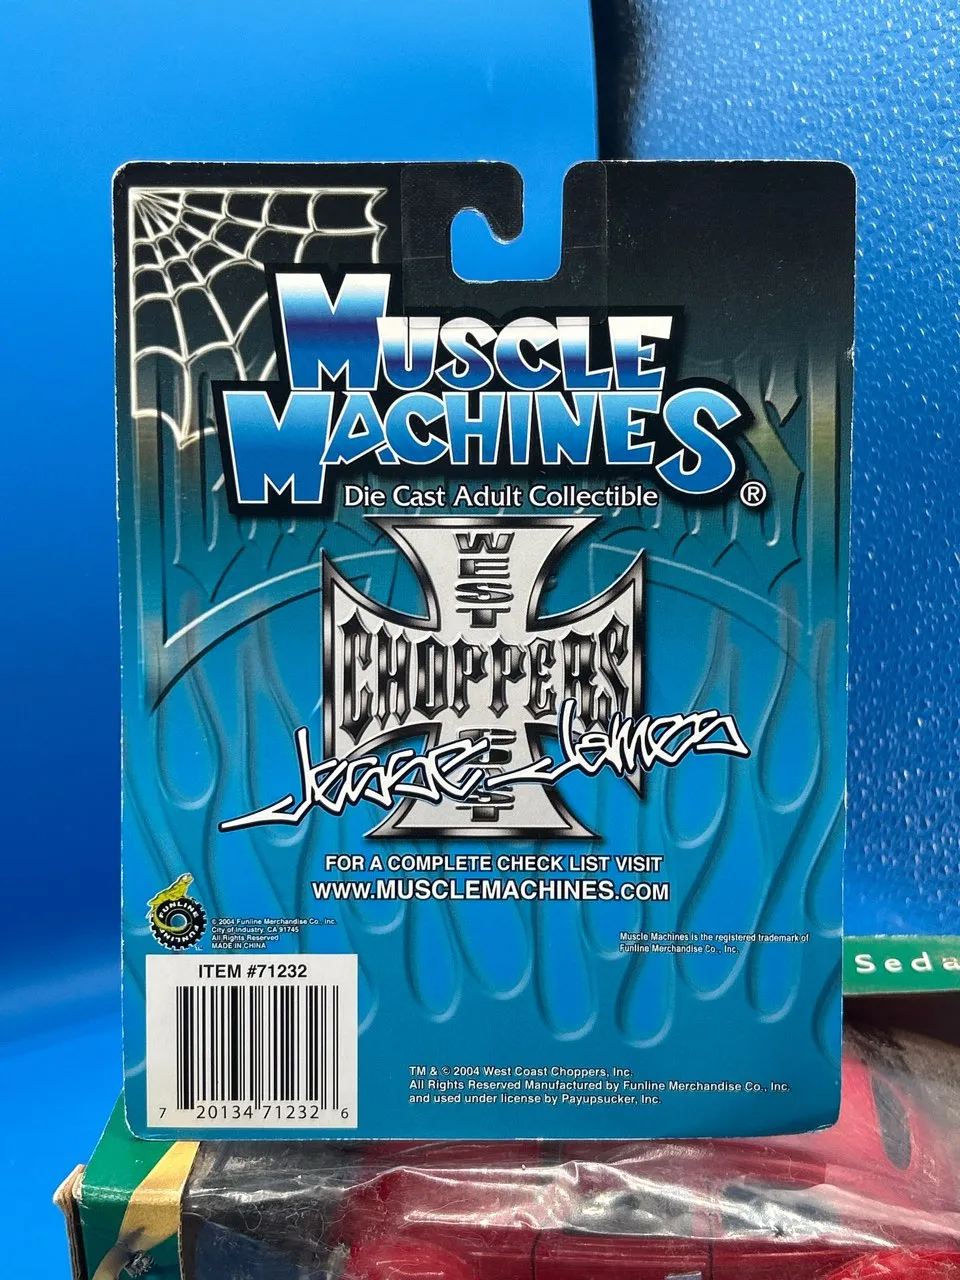 MUSCLE
MACHINES
®
Die Cast Adult Collectible
WEST
CHOPPERS
COAST
Jesse James
FOR A COMPLETE CHECK LIST VISIT
WWW.MUSCLEMACHINES.COM
FUNLINE
© 2004 Funline Merchandise Co., Inc.
City of Industry, CA 91745
All Rights Reserved
MADE IN CHINA
Muscle Machines is the registered trademark of
Funline Merchandise Co., Inc.
ITEM #71232
7 20134 71232 6
TM & © 2004 West Coast Choppers, Inc.
All Rights Reserved Manufactured by Funline Merchandise Co., Inc.
and used under license by Payupsucker, Inc.
Seda